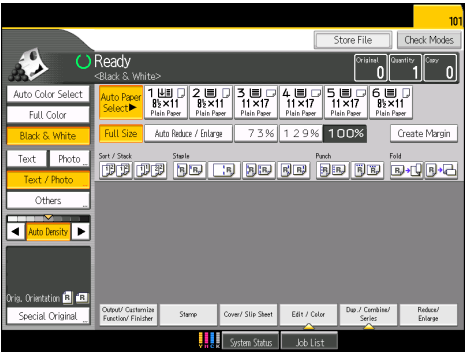 101
Store File
Check Modes
Ready
<Black & White>
Original
0
Quantity
1
Copy
0
Auto Color Select
Full Color
Black & White
Text
Photo
Text / Photo
Others
Auto Density
Orig. Orientation
R
R
Special Original
Auto Paper
Select▶
1
8½×11
Plain Paper
2
8½×11
Plain Paper
3
11×17
Plain Paper
4
11×17
Plain Paper
5
11×17
Plain Paper
6
8½×11
Plain Paper
Full Size
Auto Reduce / Enlarge
73%
129%
100%
Create Margin
Sort / Stack
Staple
Punch
Fold
Output/ Customize
Function/ Finisher
Stamp
Cover/ Slip Sheet
Edit / Color
Dup./ Combine/
Series
Reduce/
Enlarge
Y M C K
System Status
Job List